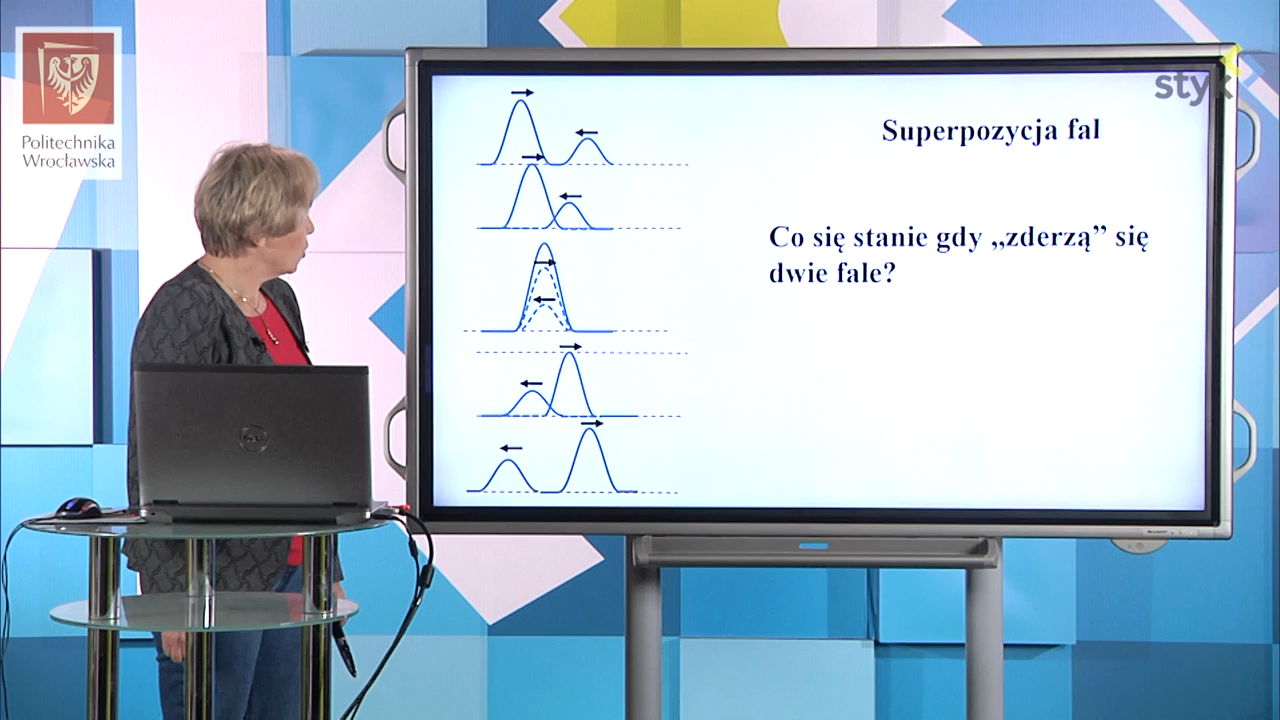 Politechnika
Wrocławska
styk
Superpozycja fal
Co się stanie gdy „zderzą” się
dwie fale?